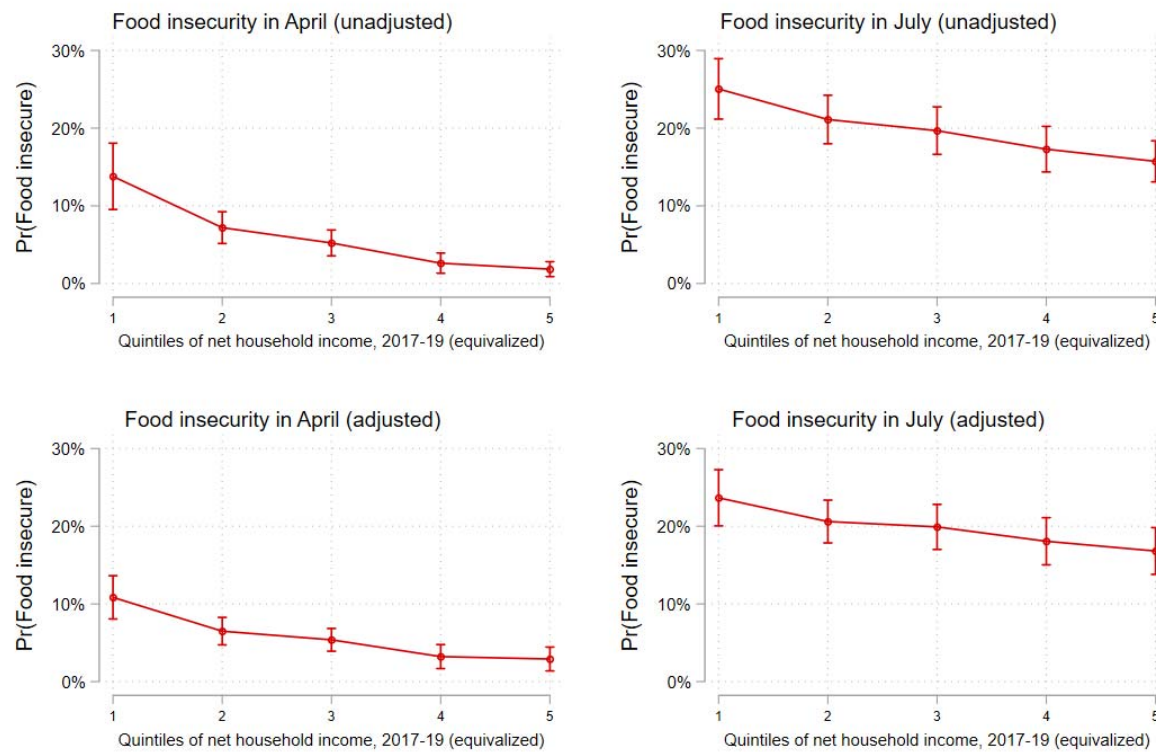 Food insecurity in April (unadjusted)
30%
20%
10%
0%
Pr(Food insecure)
1 2 3 4 5
Quintiles of net household income, 2017-19 (equivalized)
Food insecurity in July (unadjusted)
30%
20%
10%
0%
Pr(Food insecure)
1 2 3 4 5
Quintiles of net household income, 2017-19 (equivalized)
Food insecurity in April (adjusted)
30%
20%
10%
0%
Pr(Food insecure)
1 2 3 4 5
Quintiles of net household income, 2017-19 (equivalized)
Food insecurity in July (adjusted)
30%
20%
10%
0%
Pr(Food insecure)
1 2 3 4 5
Quintiles of net household income, 2017-19 (equivalized)